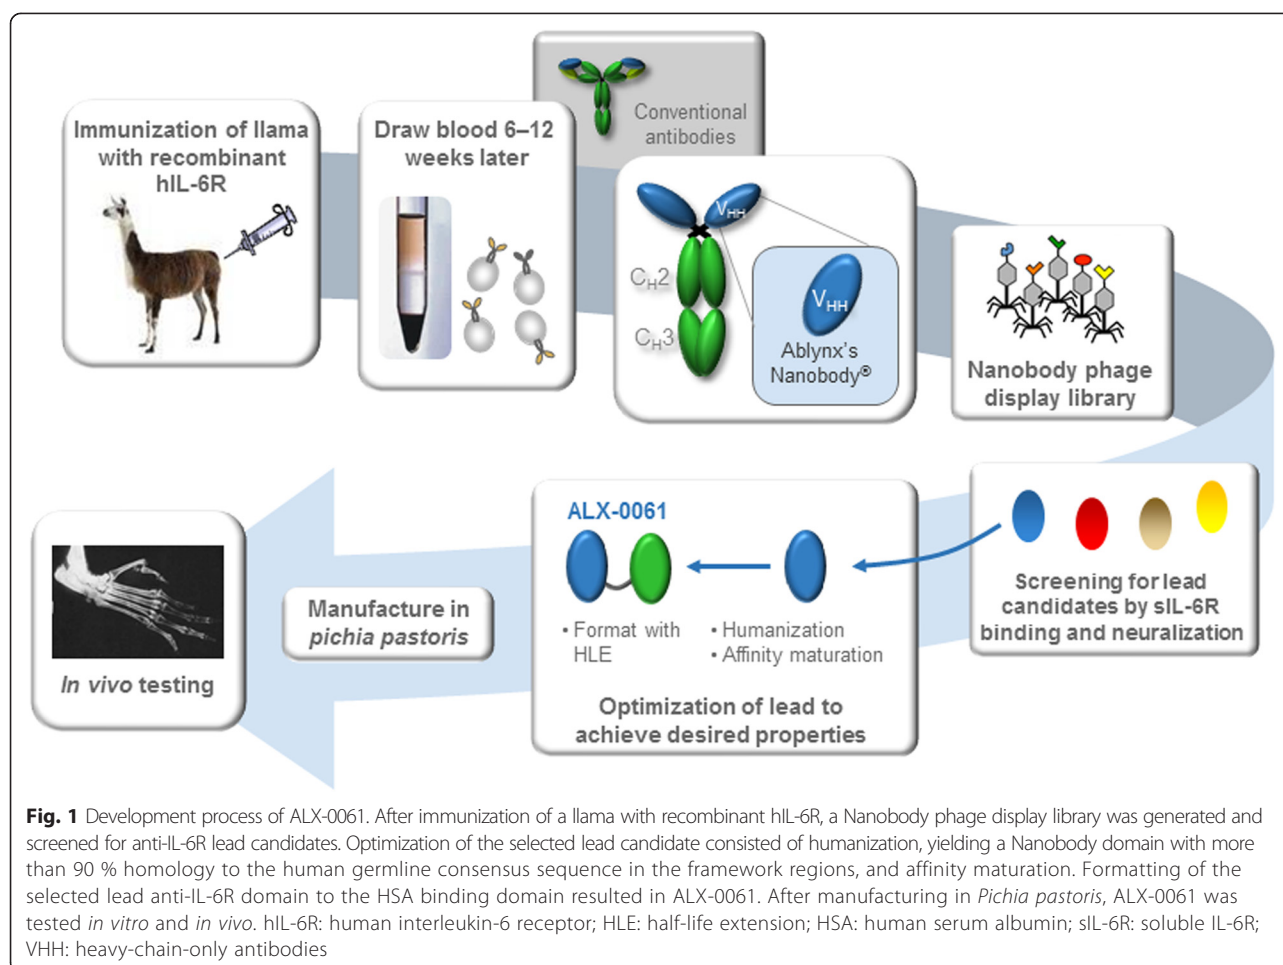 Immunization of llama
with recombinant
hIL-6R
Draw blood 6–12
weeks later
Conventional
antibodies
VHH
CH2
CH3
VHH
Ablynx's
Nanobody®
Nanobody phage
display library
Screening for lead
candidates by sIL-6R
binding and neuralization
ALX-0061
• Format with
HLE
• Humanization
• Affinity maturation
Optimization of lead to
achieve desired properties
Manufacture in
pichia pastoris
In vivo testing
Fig. 1 Development process of ALX-0061. After immunization of a llama with recombinant hIL-6R, a Nanobody phage display library was generated and
screened for anti-IL-6R lead candidates. Optimization of the selected lead candidate consisted of humanization, yielding a Nanobody domain with more
than 90 % homology to the human germline consensus sequence in the framework regions, and affinity maturation. Formatting of the
selected lead anti-IL-6R domain to the HSA binding domain resulted in ALX-0061. After manufacturing in Pichia pastoris, ALX-0061 was
tested in vitro and in vivo. hIL-6R: human interleukin-6 receptor; HLE: half-life extension; HSA: human serum albumin; sIL-6R: soluble IL-6R;
VHH: heavy-chain-only antibodies